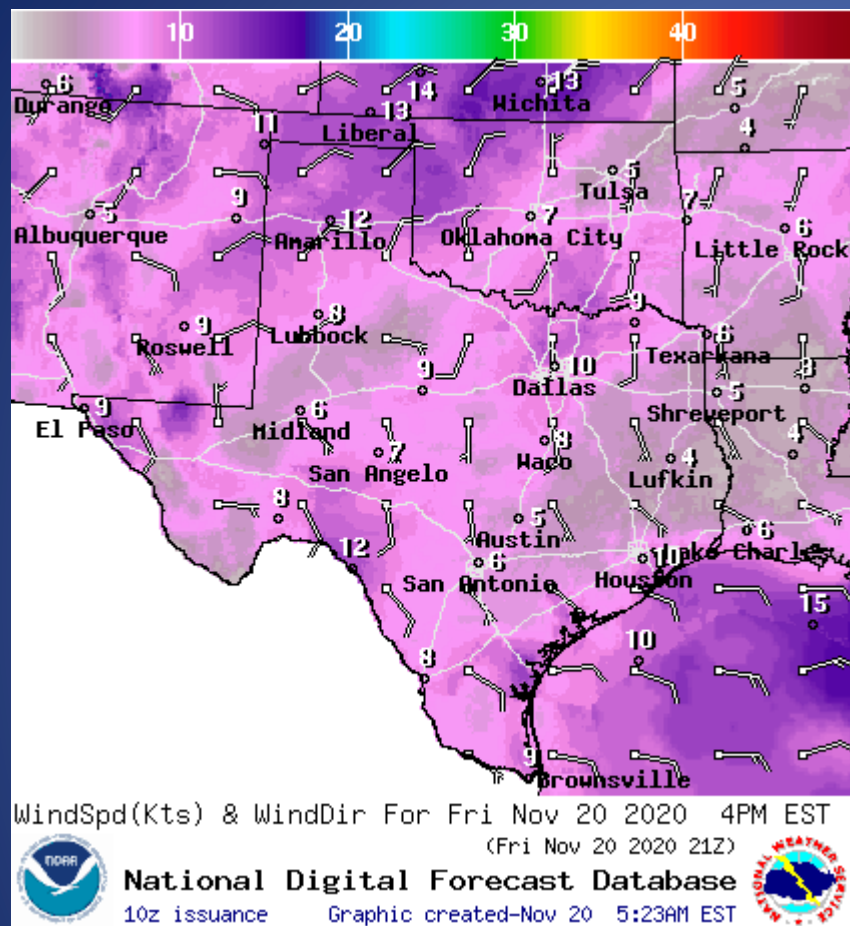 10 20 30 40
6 14 13 5
Durango Wichita
13
Liberal
11 4
5
Tulsa
5 9 12 7 7 6
Albuquerque Amarillo Oklahoma City Little Rock
9 8 9 6
Roswell Lubbock Texarkana
9 10
Dallas
9 6 5
El Paso Midland Shreveport
7 4 4
San Angelo Waco Lufkin
8 5 6
Austin Lake Charles
12 6
San Antonio Houston
15
10
8
9
Brownsville
WindSpd(Kts) & WindDir For Fri Nov 20 2020 4PM EST
(Fri Nov 20 2020 21Z)
NOAA
National Digital Forecast Database
10z issuance Graphic created-Nov 20 5:23AM EST
NATIONAL WEATHER SERVICE